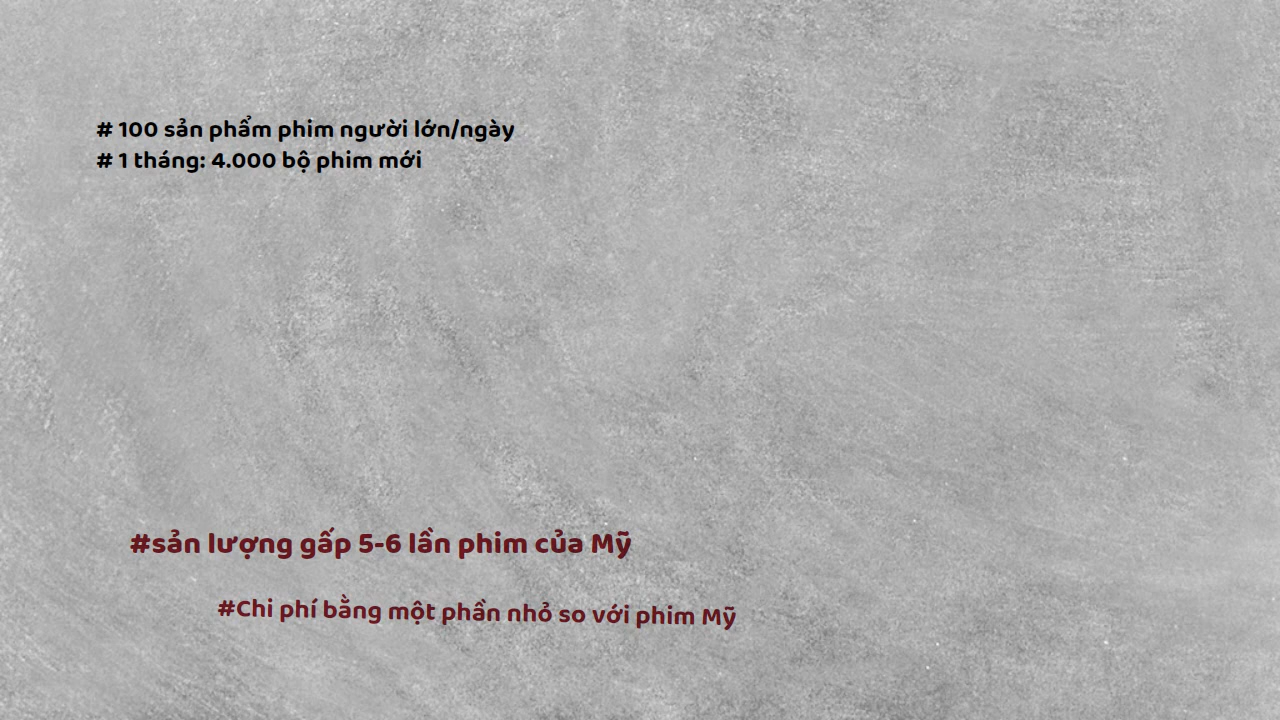 # 100 sản phẩm phim người lớn/ngày
# 1 tháng: 4.000 bộ phim mới
#sản lượng gấp 5-6 lần phim của Mỹ
#Chi phí bằng một phần nhỏ so với phim Mỹ